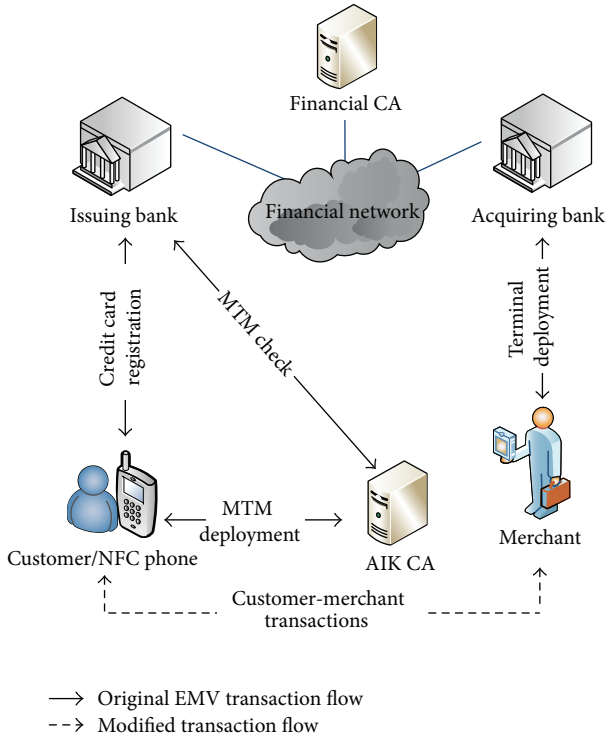 Financial CA
Issuing bank
Financial network
Acquiring bank
Credit card
registration
MTM check
Terminal
deployment
MTM
deployment
Customer/NFC phone
AIK CA
Merchant
Customer-merchant
transactions
Original EMV transaction flow
Modified transaction flow